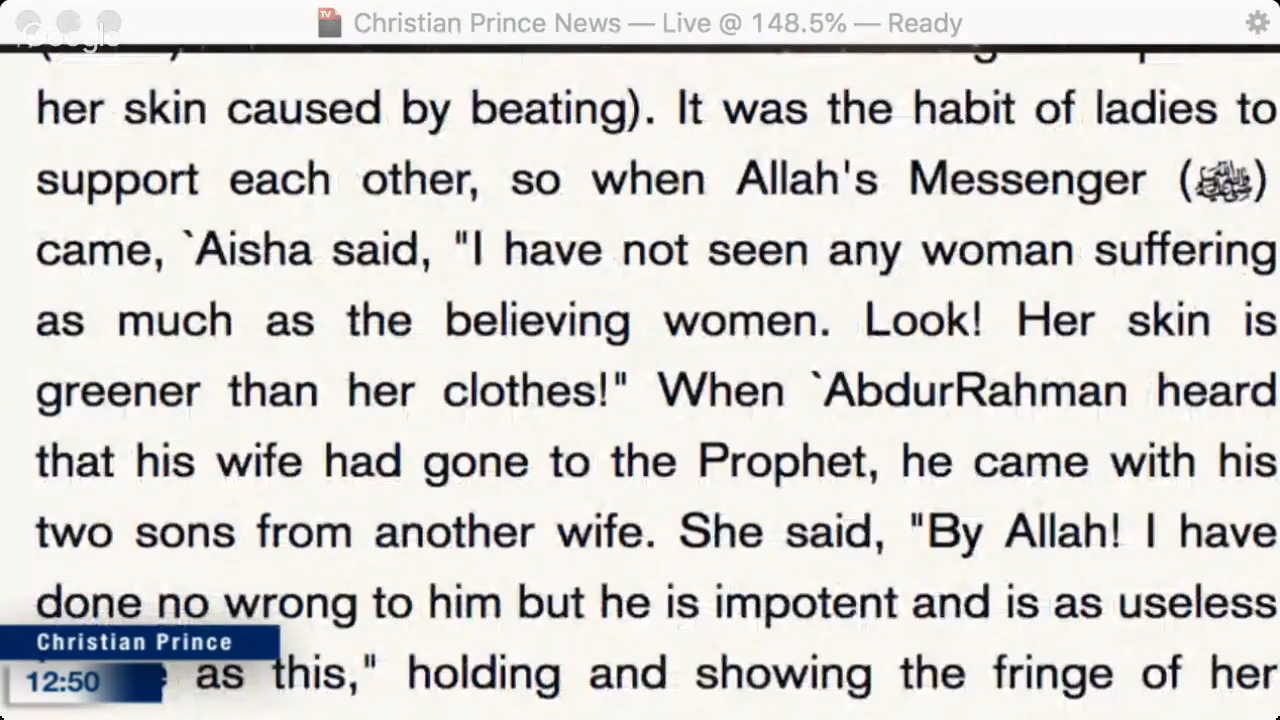 Christian Prince News — Live @ 148.5% — Ready
Google
her skin caused by beating). It was the habit of ladies to
support each other, so when Allah's Messenger (ﷺ)
came, `Aisha said, "I have not seen any woman suffering
as much as the believing women. Look! Her skin is
greener than her clothes!" When `AbdurRahman heard
that his wife had gone to the Prophet, he came with his
two sons from another wife. She said, "By Allah! I have
done no wrong to him but he is impotent and is as useless
as this," holding and showing the fringe of her
Christian Prince
12:50